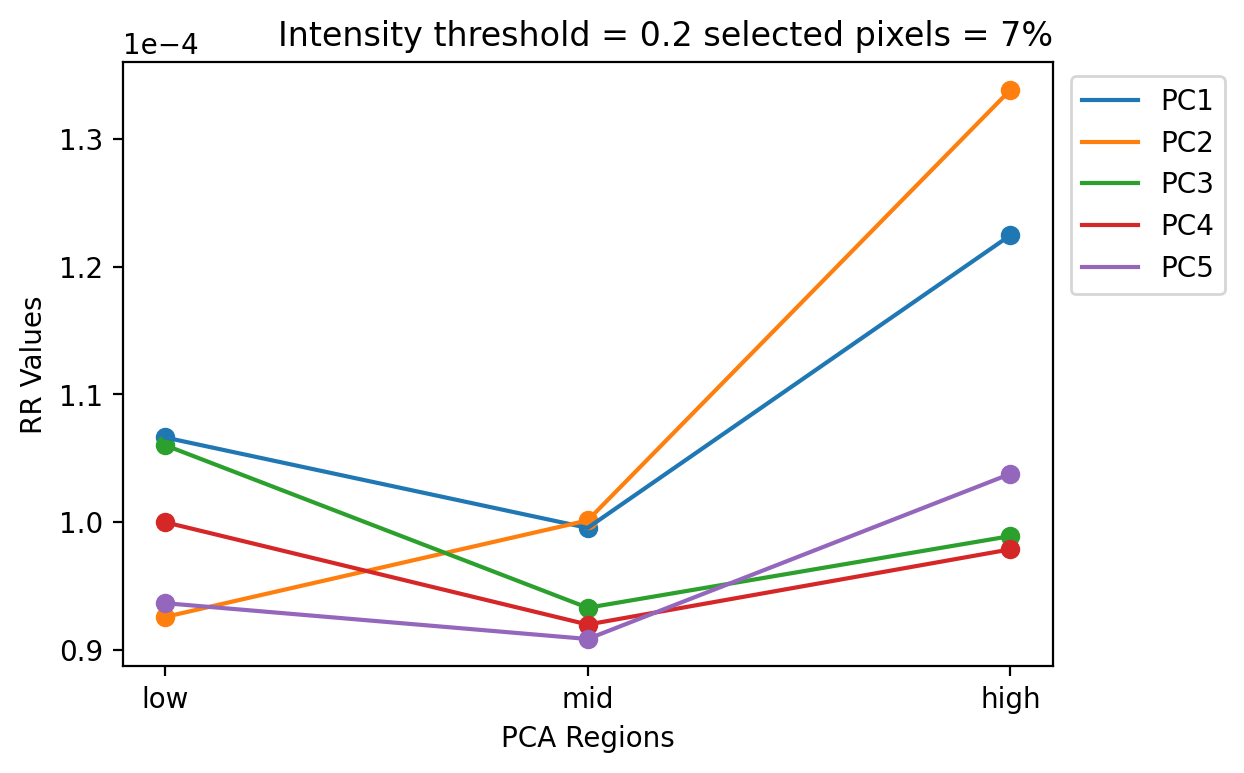 Intensity threshold = 0.2 selected pixels = 7%
1e−4
1.3
1.2
1.1
1.0
0.9
RR Values
low mid high
PCA Regions
PC1
PC2
PC3
PC4
PC5